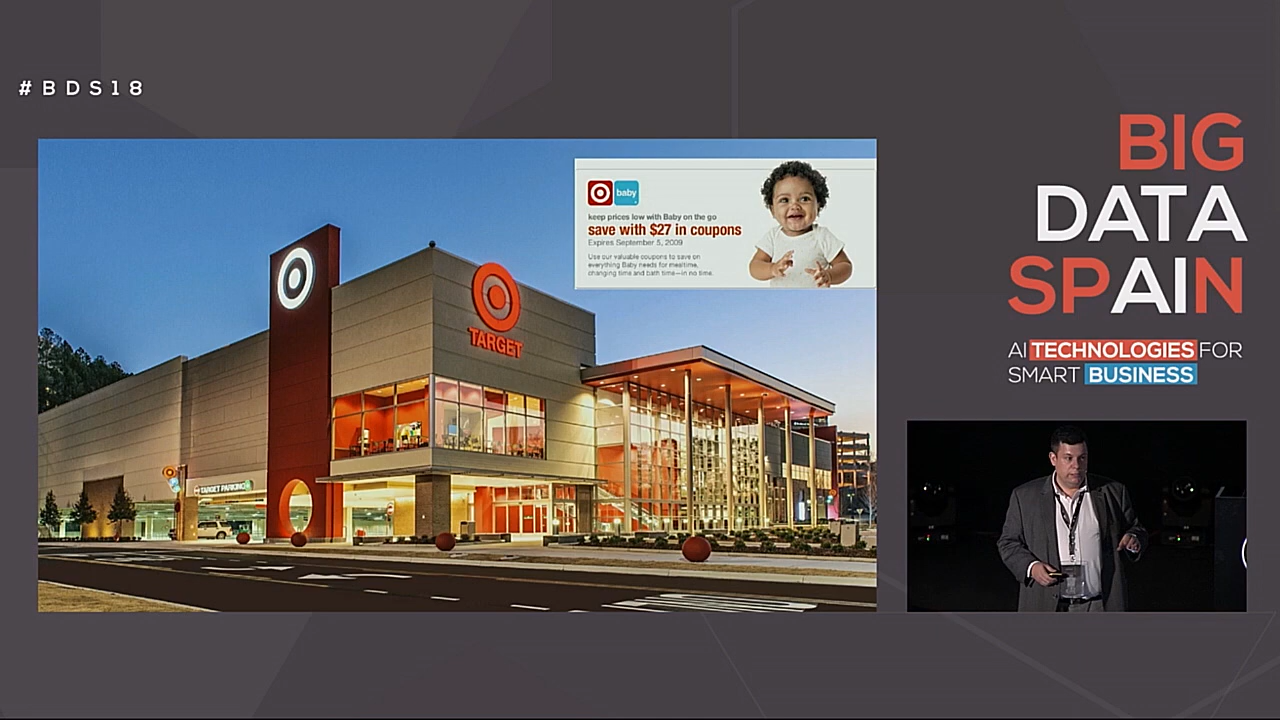 #BDS18
baby
keep prices low with Baby on the go
save with $27 in coupons
Expires September 5, 2009
Use our valuable coupons to save on
everything Baby needs for mealtime,
changing time and bath time—in no time.
TARGET
TARGET PARKING
BIG
DATA
SPAIN
AI TECHNOLOGIES FOR
SMART BUSINESS